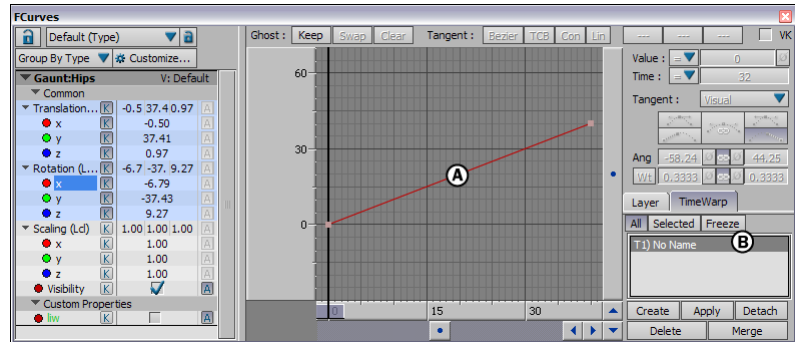 FCurves
Default (Type)
Ghost : Keep Swap Clear Tangent : Bezier TCB Con Lin --- --- --- VK
Group By Type Customize...
Value : = 0
Time : = 32
Gaunt:Hips V: Default
60
Common
Tangent : Visual
Translation... K -0.5 37.4 0.97 A
x -0.50
y 37.41
z 0.97
30
Ang -58.24 44.25
Rotation (L... K -6.7 -37. 9.27 A
A
Wt 0.3333 0.3333
x -6.79
y -37.43
Layer TimeWarp
z 9.27
All Selected Freeze
Scaling (Lcl) K 1.00 1.00 1.00 A
0
T1) No Name B
x K 1.00 A
y K 1.00 A
z K 1.00 A
Visibility K A
Custom Properties
0 15 30
Create Apply Detach
liw K A
Delete Merge